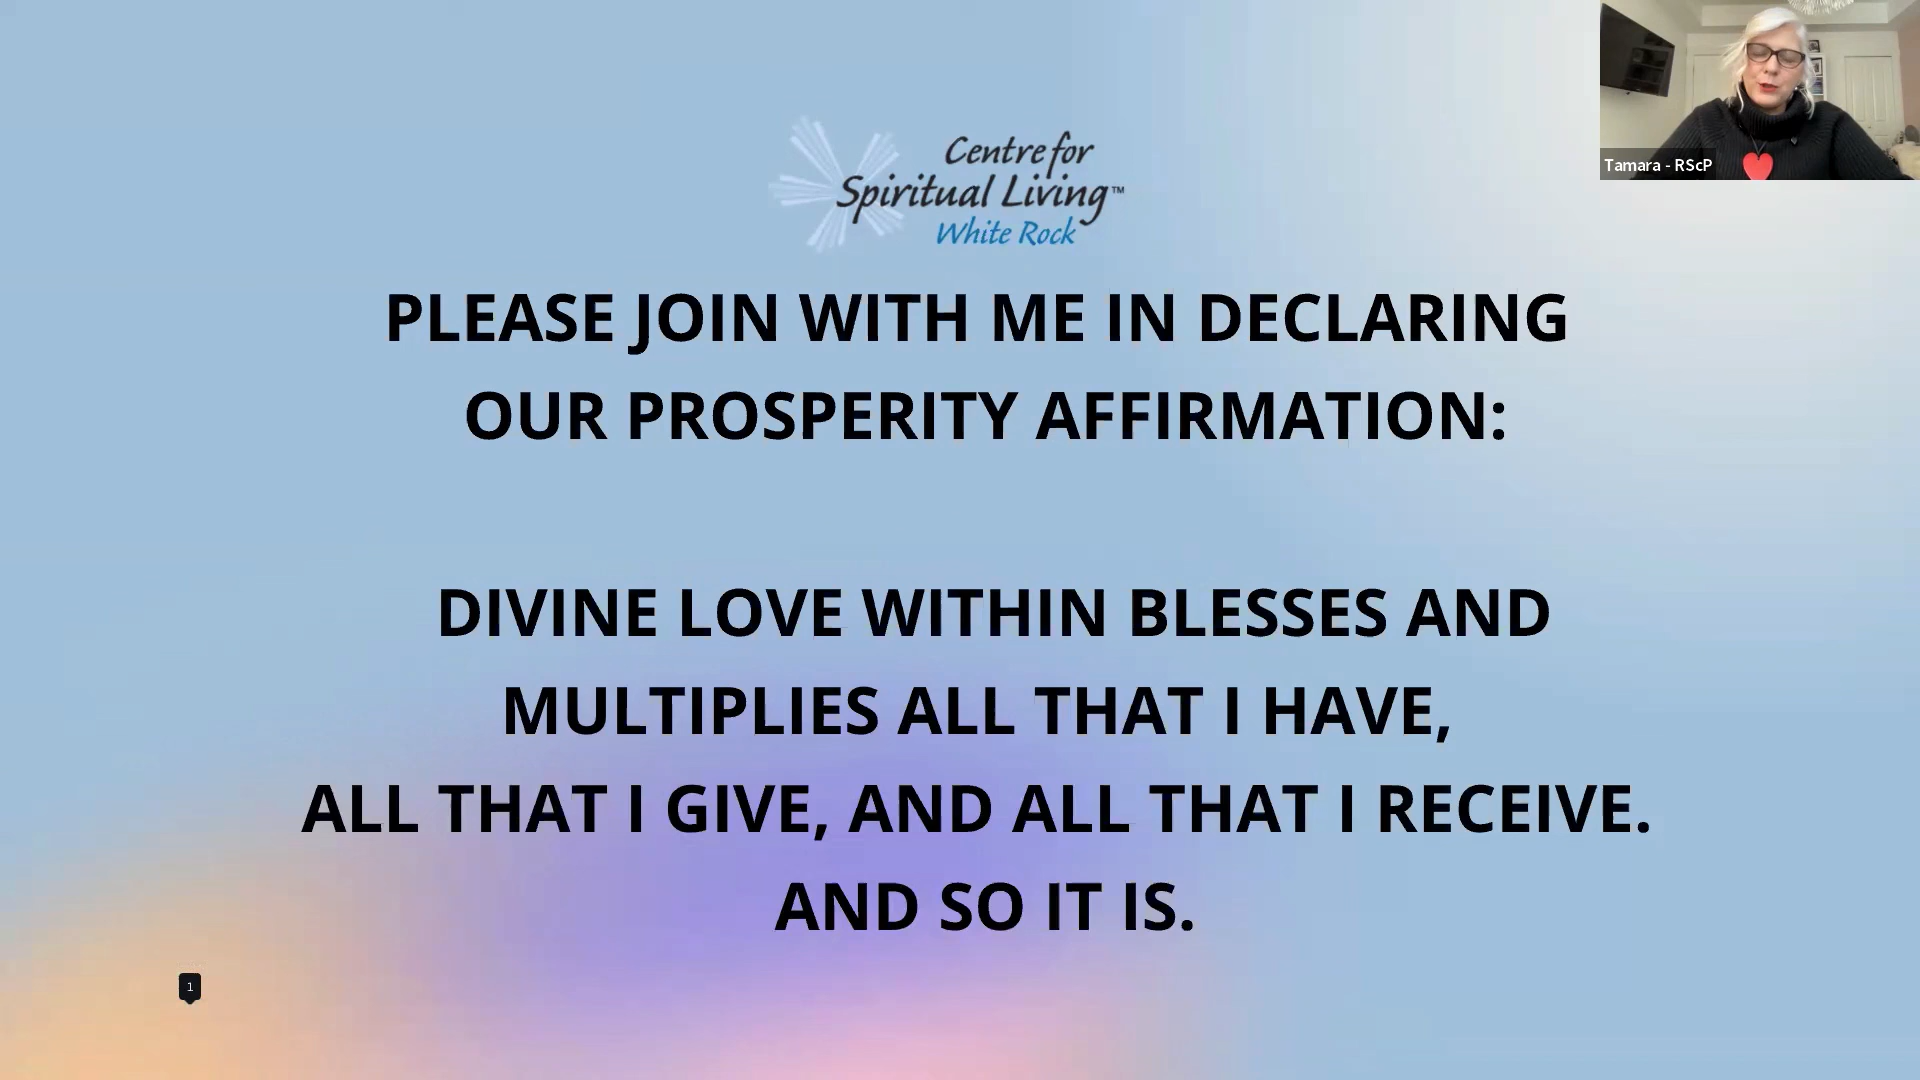 Centre for
Spiritual Living™
White Rock
Tamara - RScP
PLEASE JOIN WITH ME IN DECLARING
OUR PROSPERITY AFFIRMATION:
DIVINE LOVE WITHIN BLESSES AND
MULTIPLIES ALL THAT I HAVE,
ALL THAT I GIVE, AND ALL THAT I RECEIVE.
AND SO IT IS.
1